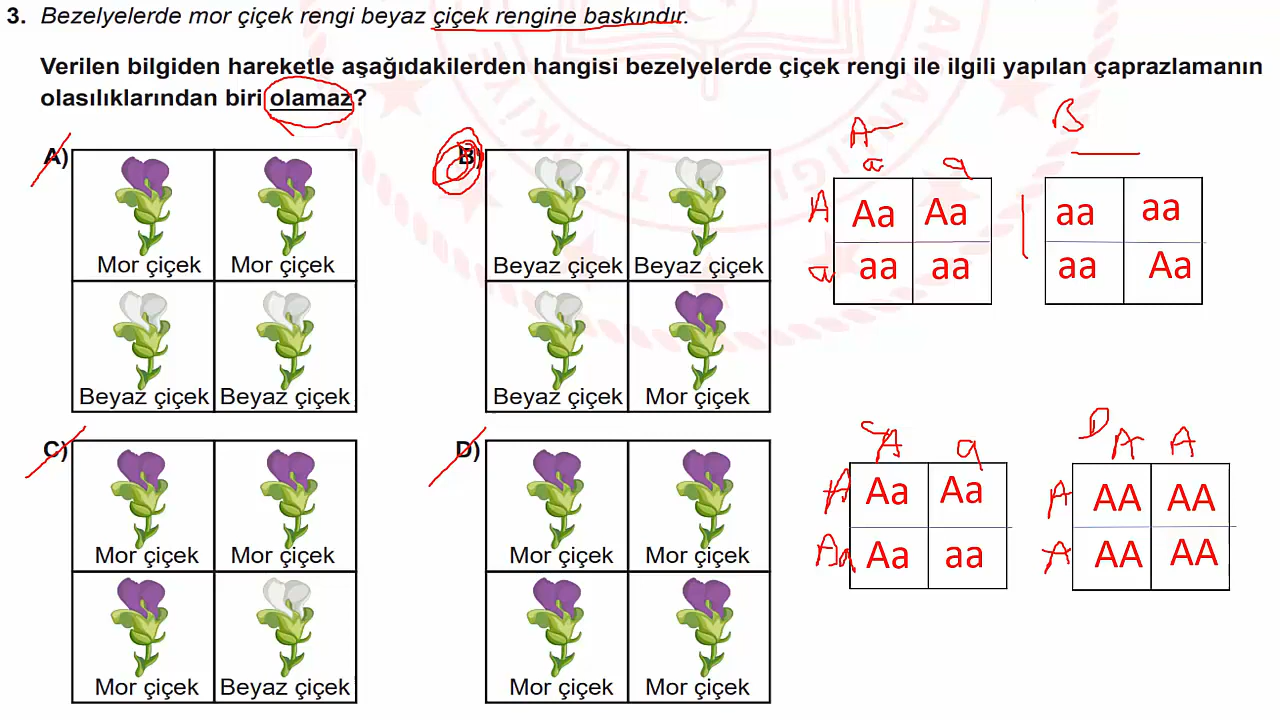 3. Bezelyelerde mor çiçek rengi beyaz çiçek rengine baskındır.
Verilen bilgiden hareketle aşağıdakilerden hangisi bezelyelerde çiçek rengi ile ilgili yapılan çaprazlamanın
olasılıklarından biri olamaz?
A)
Mor çiçek Mor çiçek
Beyaz çiçek Beyaz çiçek
B)
Beyaz çiçek Beyaz çiçek
Beyaz çiçek Mor çiçek
C)
Mor çiçek Mor çiçek
Mor çiçek Beyaz çiçek
D)
Mor çiçek Mor çiçek
Mor çiçek Mor çiçek
A
a a
A Aa Aa
a aa aa
B
aa aa
aa Aa
A a
A Aa Aa
Aa Aa aa
D
A A
A AA AA
A AA AA